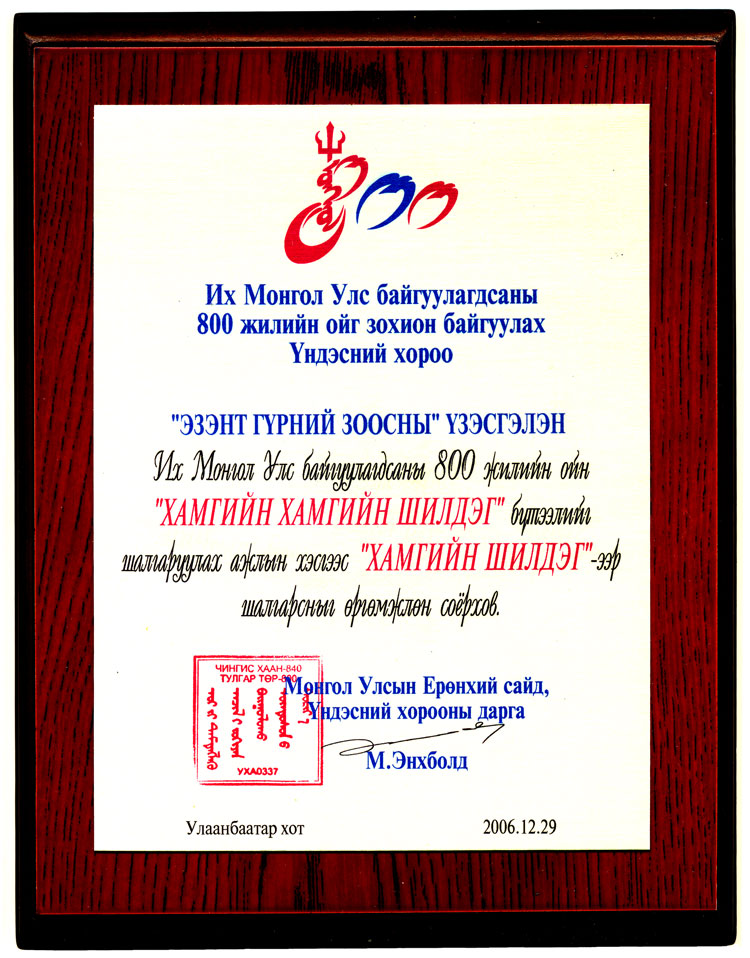 Их Монгол Улс байгуулагдсаны
800 жилийн ойг зохион байгуулах
Үндэсний хороо
"ЭЗЭНТ ГҮРНИЙ ЗООСНЫ" ҮЗЭСГЭЛЭН
Их Монгол Улс байгуулагдсаны 800 жилийн ойн
"ХАМГИЙН ХАМГИЙН ШИЛДЭГ" бүтээлийг
шалгаруулах ажлын хэсгээс "ХАМГИЙН ШИЛДЭГ"-ээр
шалгарсныг өргөмжлөн соёрхов.
ЧИНГИС ХААН-840
ТУЛГАР ТӨР-800
УХА0337
Монгол Улсын Ерөнхий сайд,
Үндэсний хорооны дарга
М.Энхболд
Улаанбаатар хот 2006.12.29